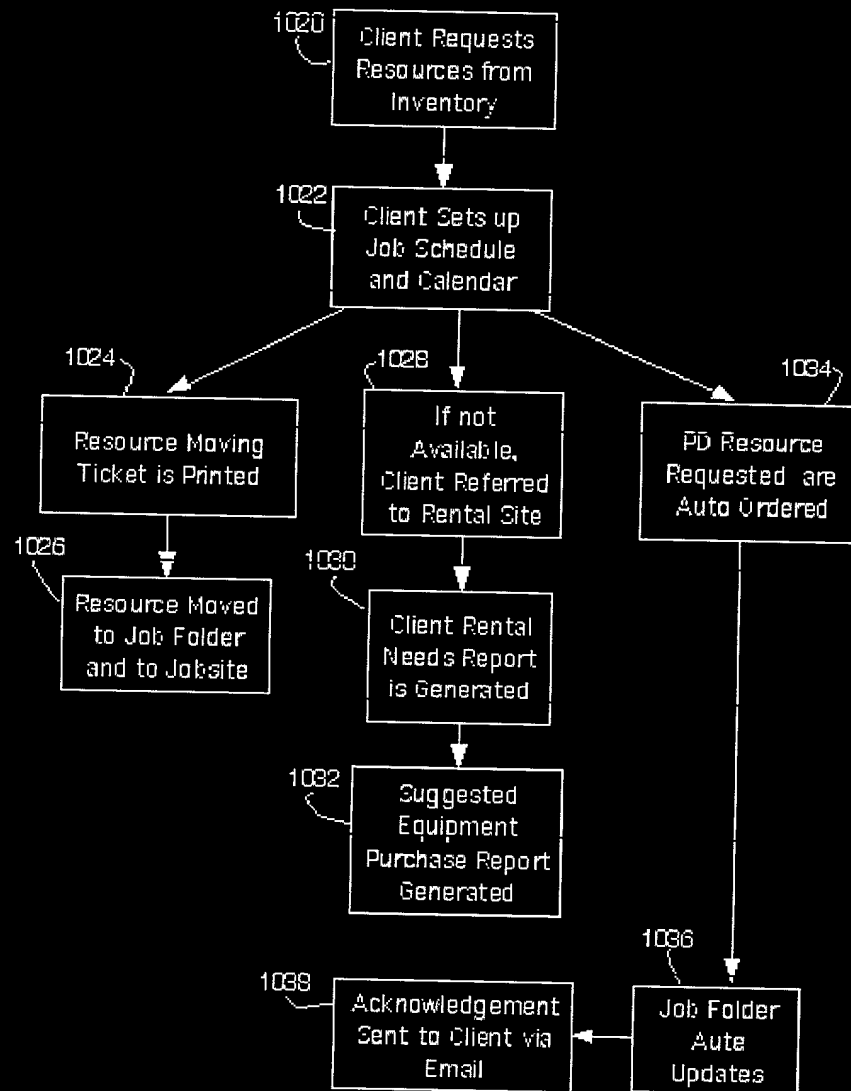 1020
Client Requests
Resources from
Inventory
1022
Client Sets up
Job Schedule
and Calendar
1024
Resource Moving
Ticket is Printed
1026
Resource Moved
to Job Folder
and to Jobsite
1028
If not
Available,
Client Referred
to Rental Site
1030
Client Rental
Needs Report
is Generated
1032
Suggested
Equipment
Purchase Report
Generated
1034
PD Resource
Requested are
Auto Ordered
1036
Job Folder
Aute
Updates
1038
Acknowledgement
Sent to Client via
Email